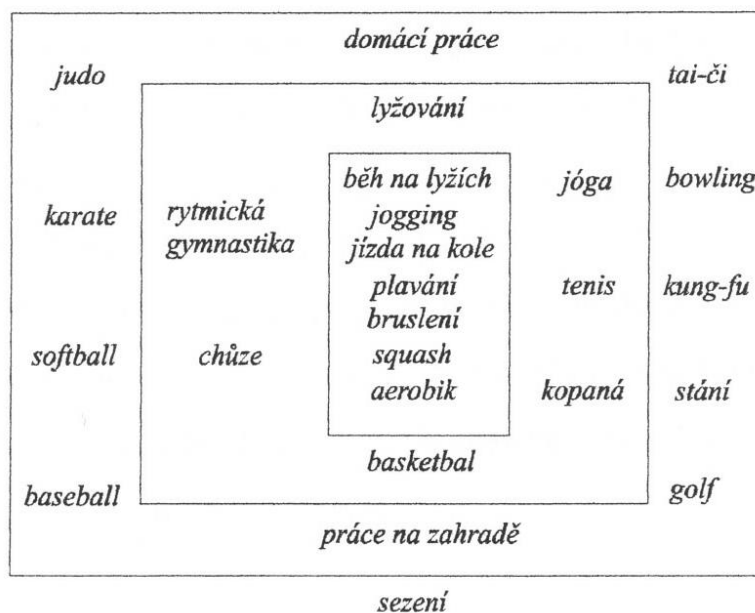 domácí práce
judo
tai-či
lyžování
běh na lyžích
jóga
bowling
karate
rytmická
gymnastika
jogging
jízda na kole
plavání
tenis
kung-fu
bruslení
softball
chůze
squash
aerobik
kopaná
stání
basketbal
baseball
golf
práce na zahradě
sezení